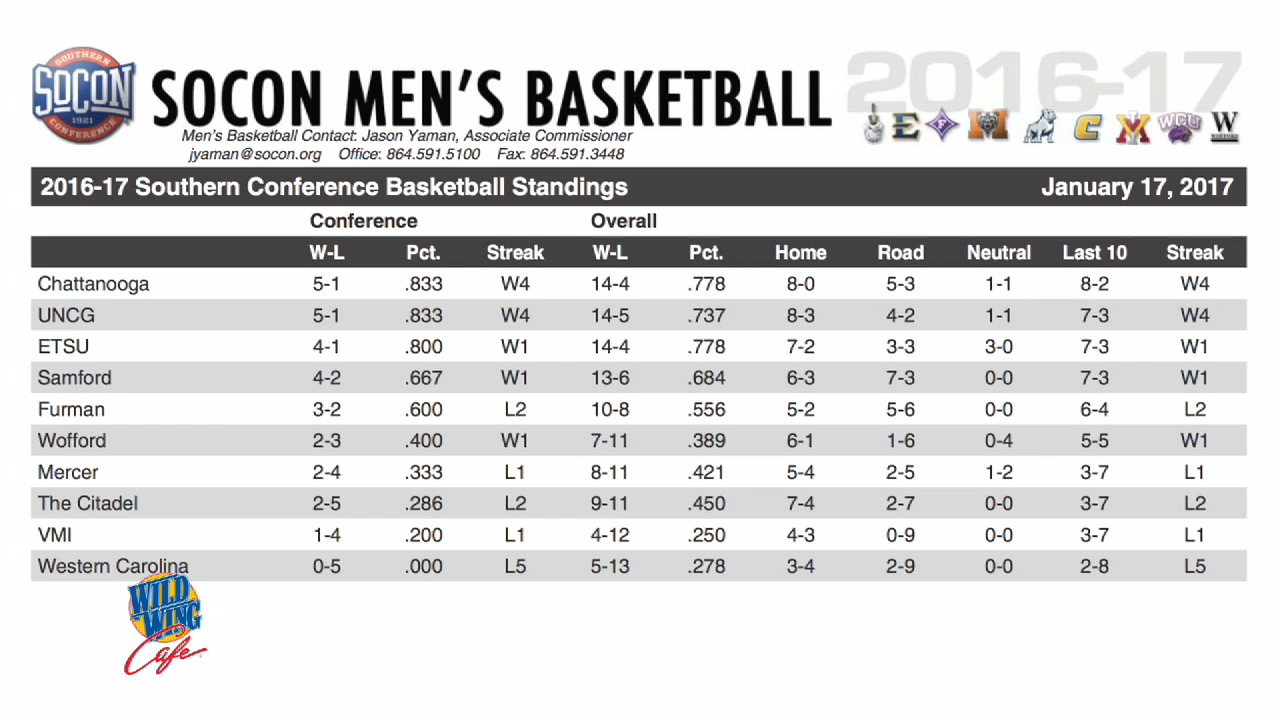 SOUTHERN
SOCON
1921
CONFERENCE
SOCON MEN'S BASKETBALL
2016-17
Men's Basketball Contact: Jason Yaman, Associate Commissioner
jyaman@socon.org Office: 864.591.5100 Fax: 864.591.3448
E F M C VMI WCU W
2016-17 Southern Conference Basketball Standings January 17, 2017
Conference Overall
W-L Pct. Streak W-L Pct. Home Road Neutral Last 10 Streak
Chattanooga 5-1 .833 W4 14-4 .778 8-0 5-3 1-1 8-2 W4
UNCG 5-1 .833 W4 14-5 .737 8-3 4-2 1-1 7-3 W4
ETSU 4-1 .800 W1 14-4 .778 7-2 3-3 3-0 7-3 W1
Samford 4-2 .667 W1 13-6 .684 6-3 7-3 0-0 7-3 W1
Furman 3-2 .600 L2 10-8 .556 5-2 5-6 0-0 6-4 L2
Wofford 2-3 .400 W1 7-11 .389 6-1 1-6 0-4 5-5 W1
Mercer 2-4 .333 L1 8-11 .421 5-4 2-5 1-2 3-7 L1
The Citadel 2-5 .286 L2 9-11 .450 7-4 2-7 0-0 3-7 L2
VMI 1-4 .200 L1 4-12 .250 4-3 0-9 0-0 3-7 L1
Western Carolina 0-5 .000 L5 5-13 .278 3-4 2-9 0-0 2-8 L5
WILD
WING
Cafe